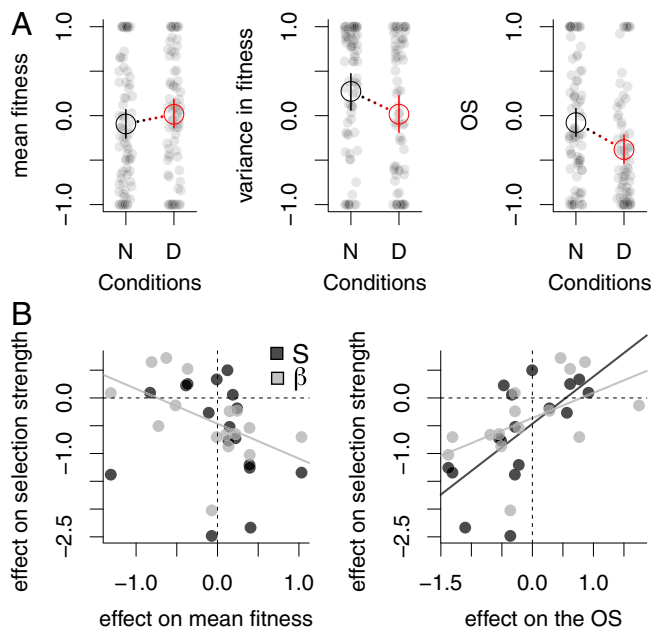 A
mean fitness
1.0
0.0
−1.0
N D
Conditions
variance in fitness
1.0
0.0
−1.0
N D
Conditions
OS
1.0
0.0
−1.0
N D
Conditions
B
effect on selection strength
0.0
−1.0
−2.5
S
β
−1.0 0.0 1.0
effect on mean fitness
effect on selection strength
0.0
−1.0
−2.5
−1.5 0.0 1.0
effect on the OS